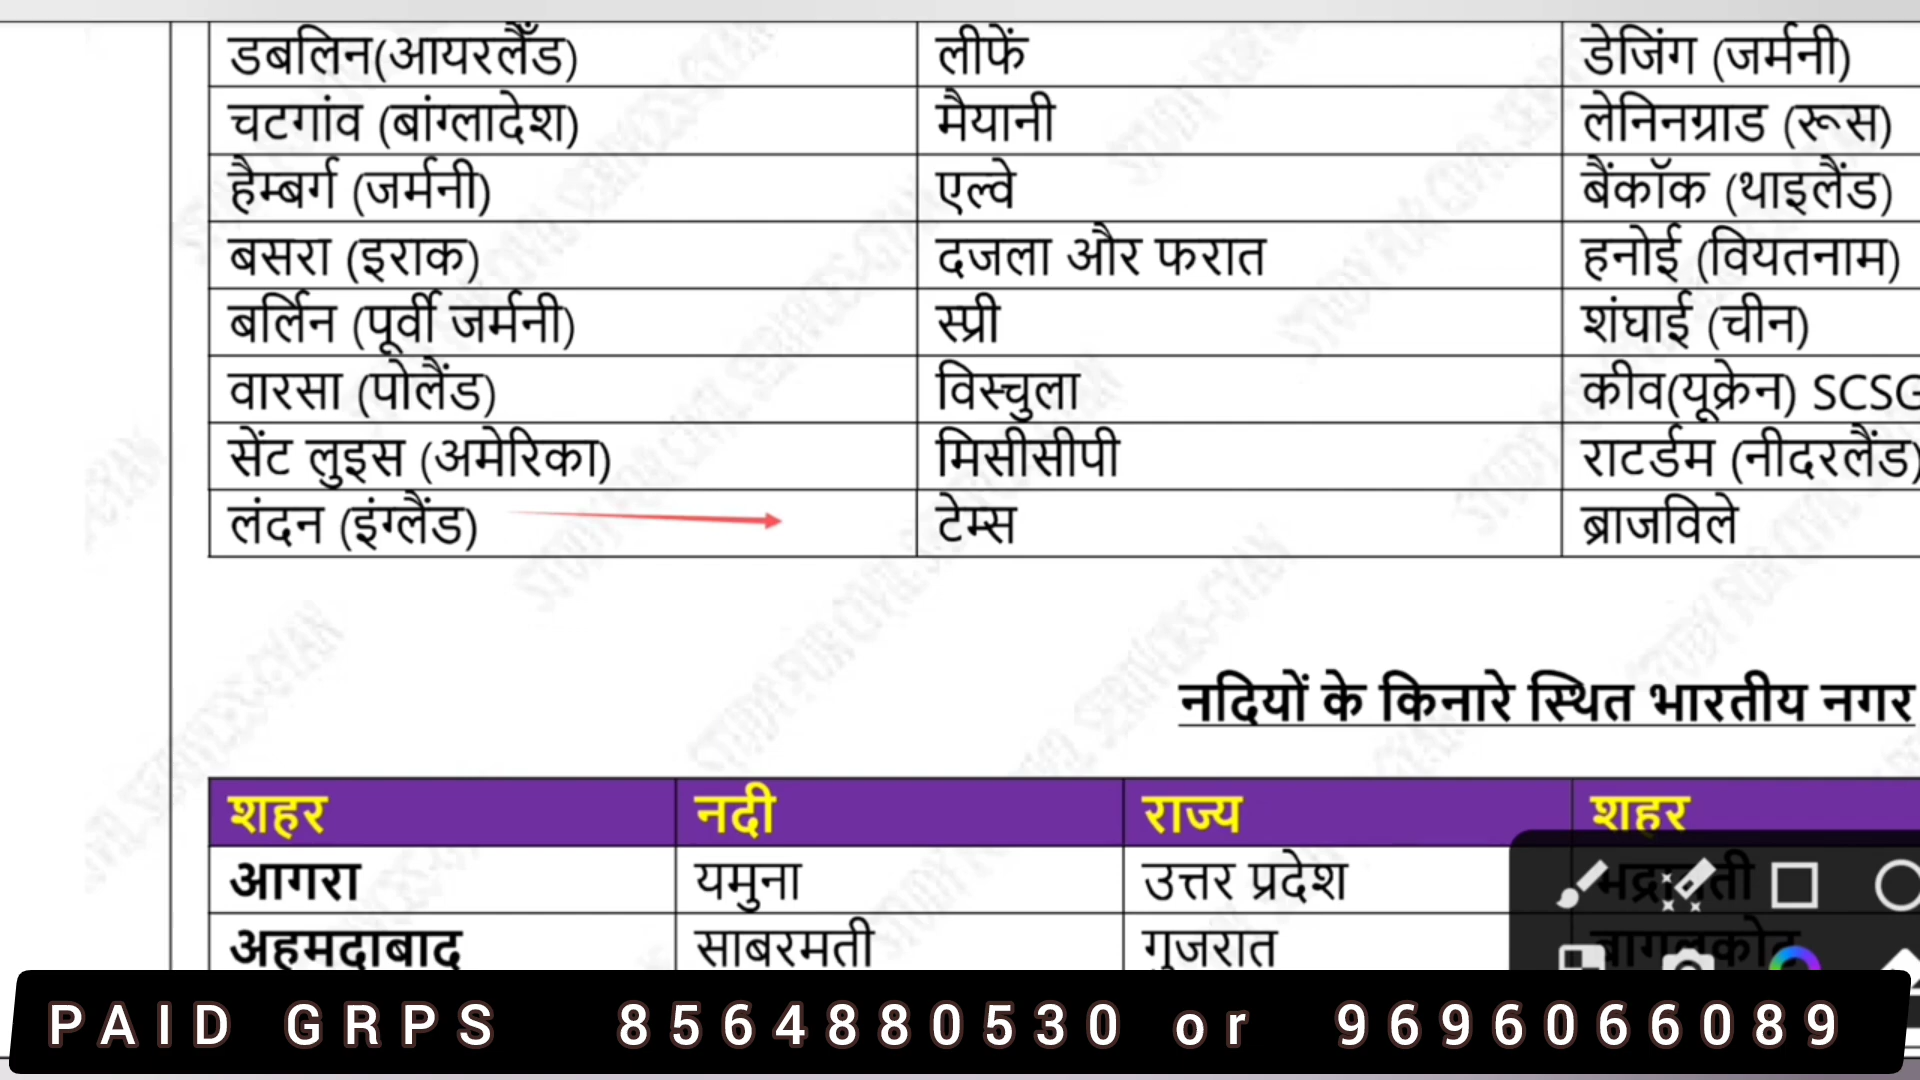 डबलिन(आयरलैंड) लीफें डेजिंग (जर्मनी)
चटगांव (बांग्लादेश) मैयानी लेनिनग्राड (रूस)
हैम्बर्ग (जर्मनी) एल्वे बैंकॉक (थाइलैंड)
बसरा (इराक) दजला और फरात हनोई (वियतनाम)
बर्लिन (पूर्वी जर्मनी) स्प्री शंघाई (चीन)
वारसा (पोलैंड) विस्चुला कीव(यूक्रेन) SCSG
सेंट लुइस (अमेरिका) मिसीसीपी राटर्डम (नीदरलैंड)
लंदन (इंग्लैंड) टेम्स ब्राजविले
नदियों के किनारे स्थित भारतीय नगर
शहर नदी राज्य शहर
आगरा यमुना उत्तर प्रदेश
अहमदाबाद साबरमती गुजरात बागलकोट
PAID GRPS 8564880530 or 9696066089